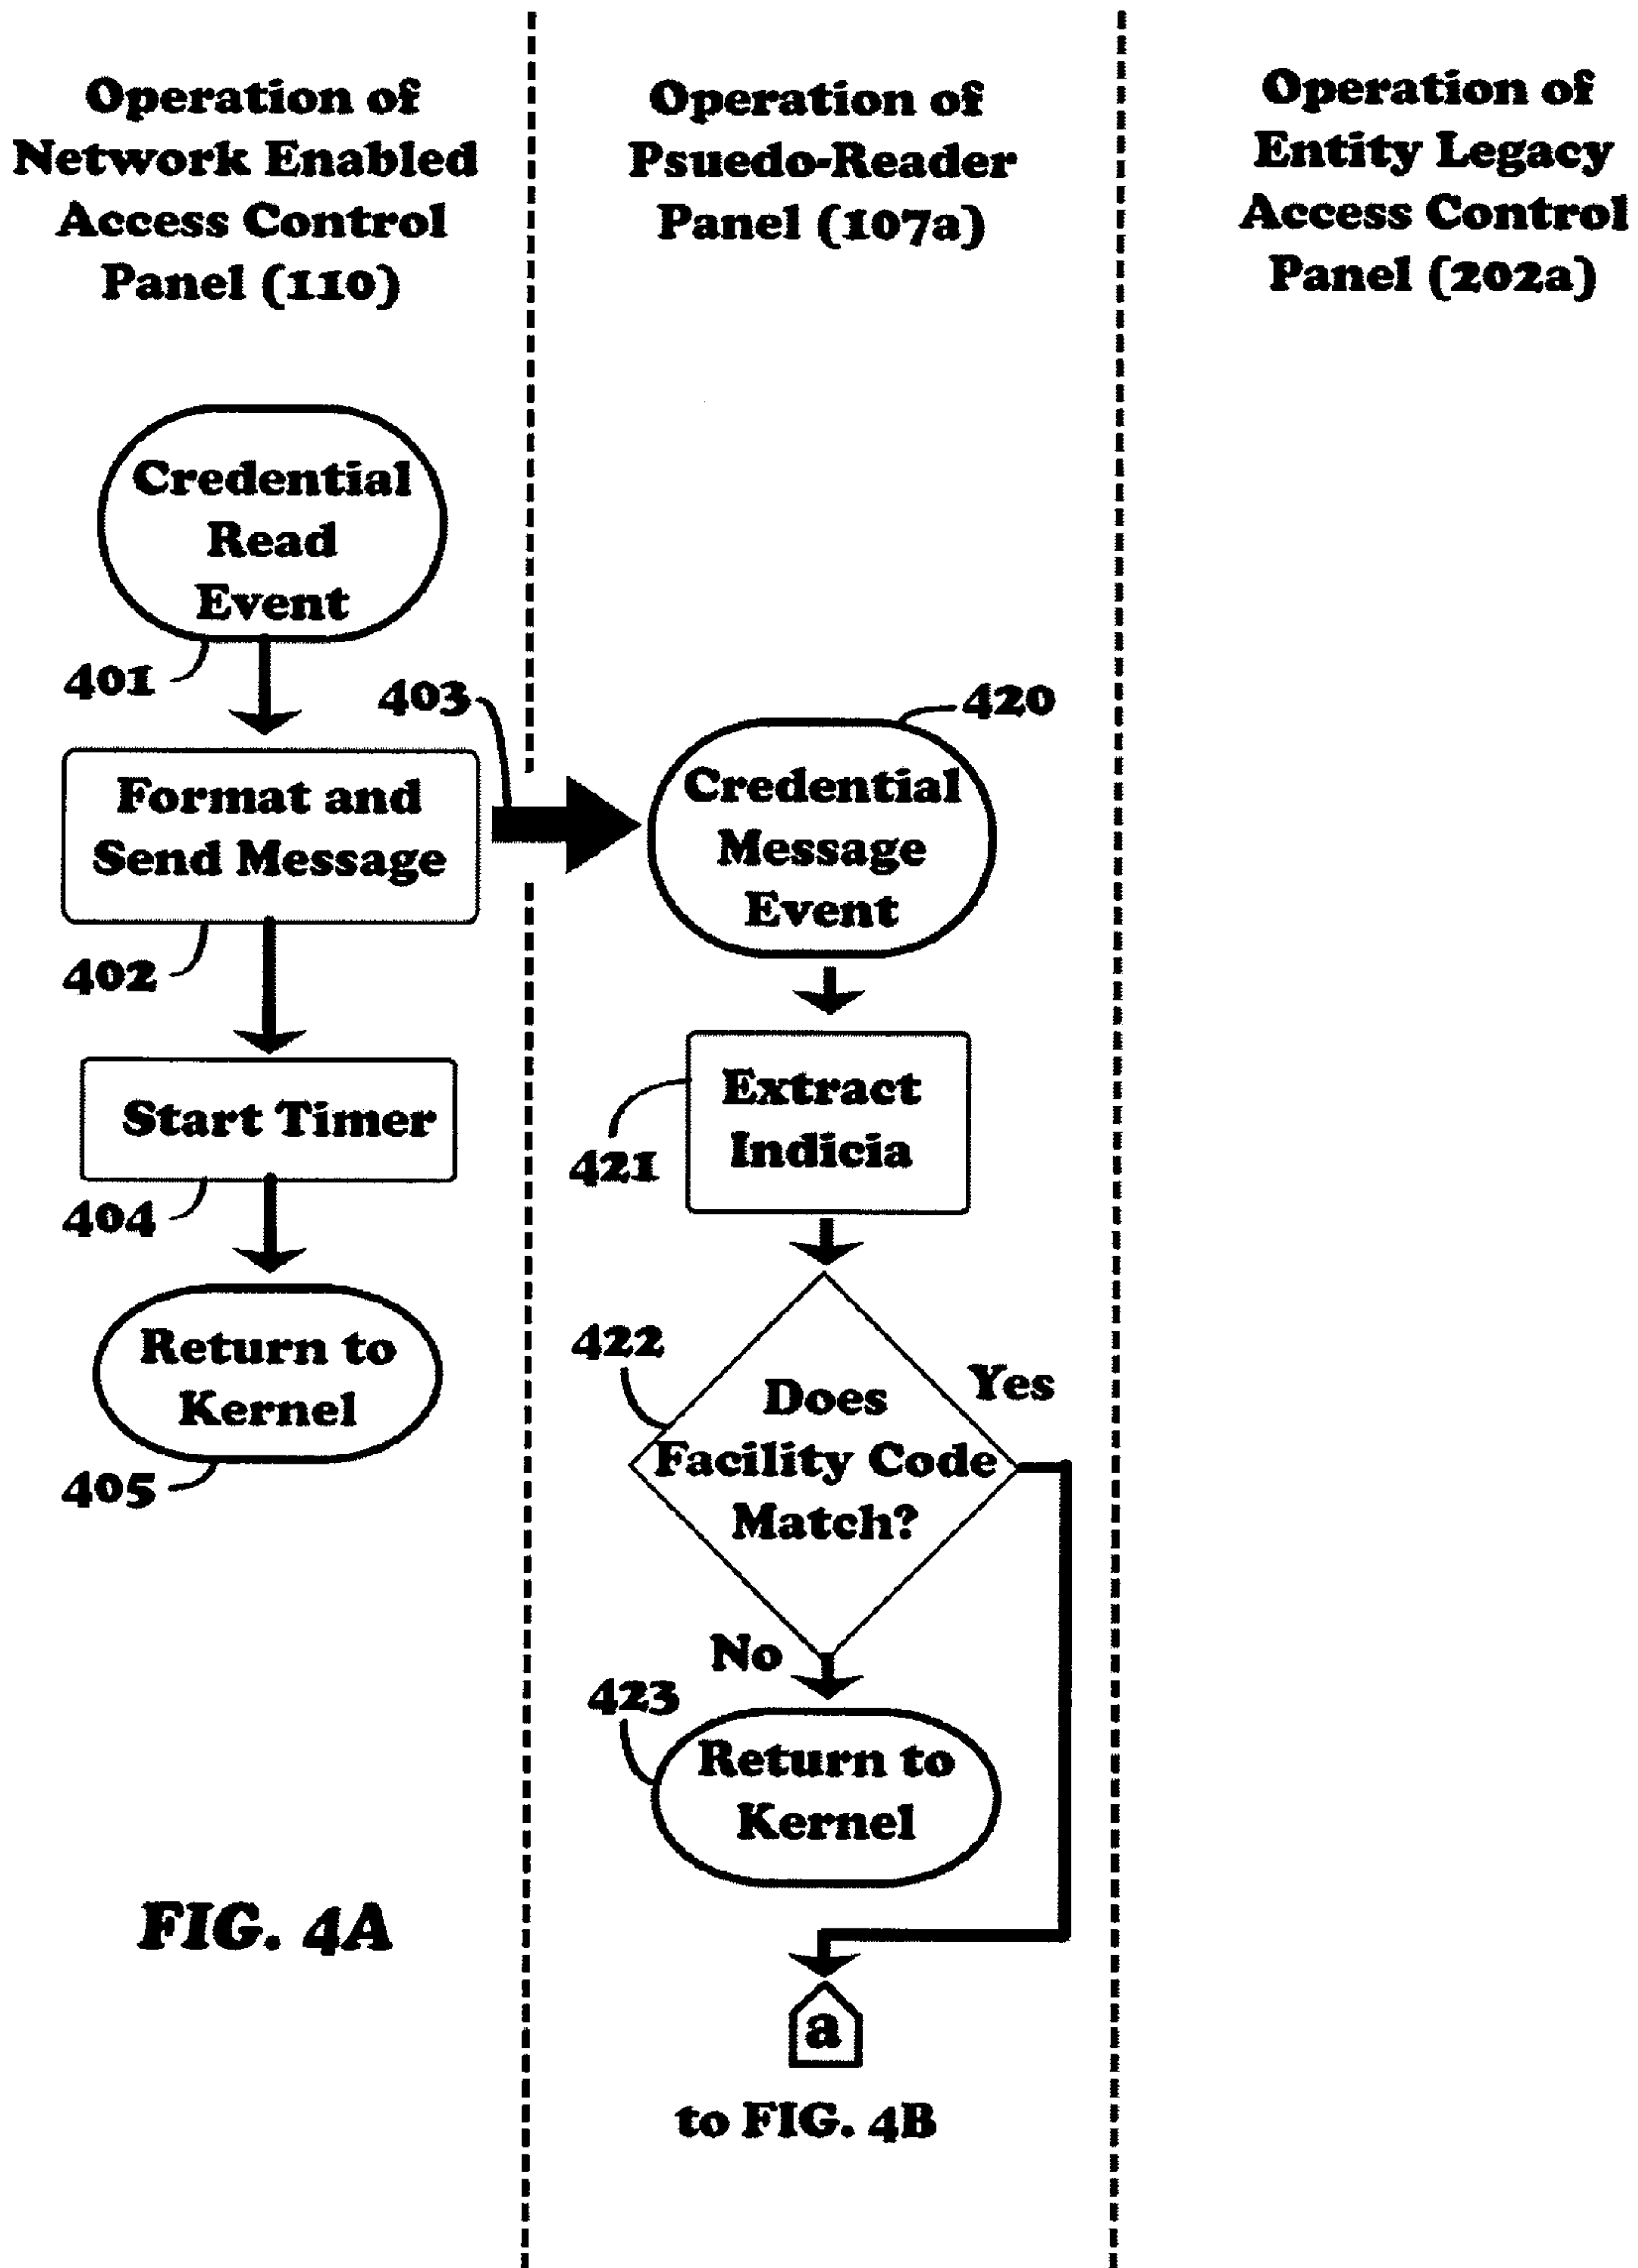 Operation of
Network Enabled
Access Control
Panel (110)
Operation of
Psuedo-Reader
Panel (107a)
Operation of
Entity Legacy
Access Control
Panel (202a)
Credential
Read
Event
401
403
Format and
Send Message
402
Start Timer
404
Return to
Kernel
405
420
Credential
Message
Event
Extract
Indicia
421
422
Does
Facility Code
Match?
Yes
No
423
Return to
Kernel
a
to FIG. 4B
FIG. 4A